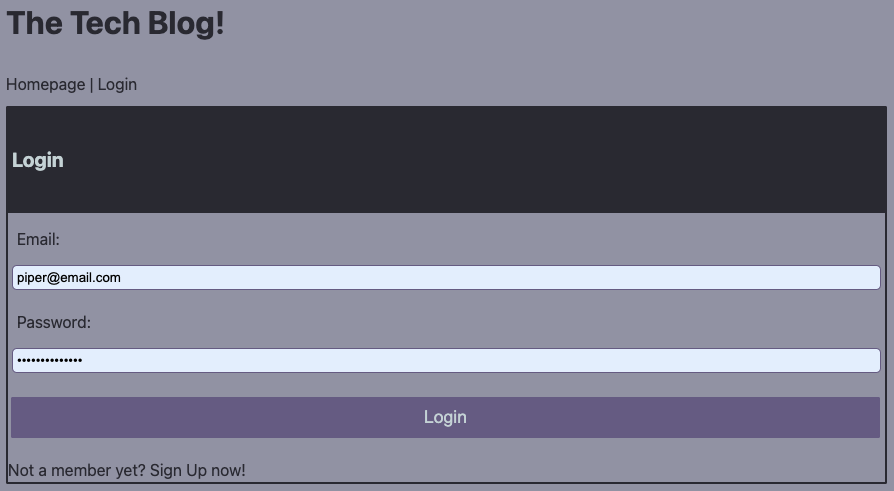 The Tech Blog!
Homepage | Login
Login
Email:
piper@email.com
Password:
••••••••••••••
Login
Not a member yet? Sign Up now!